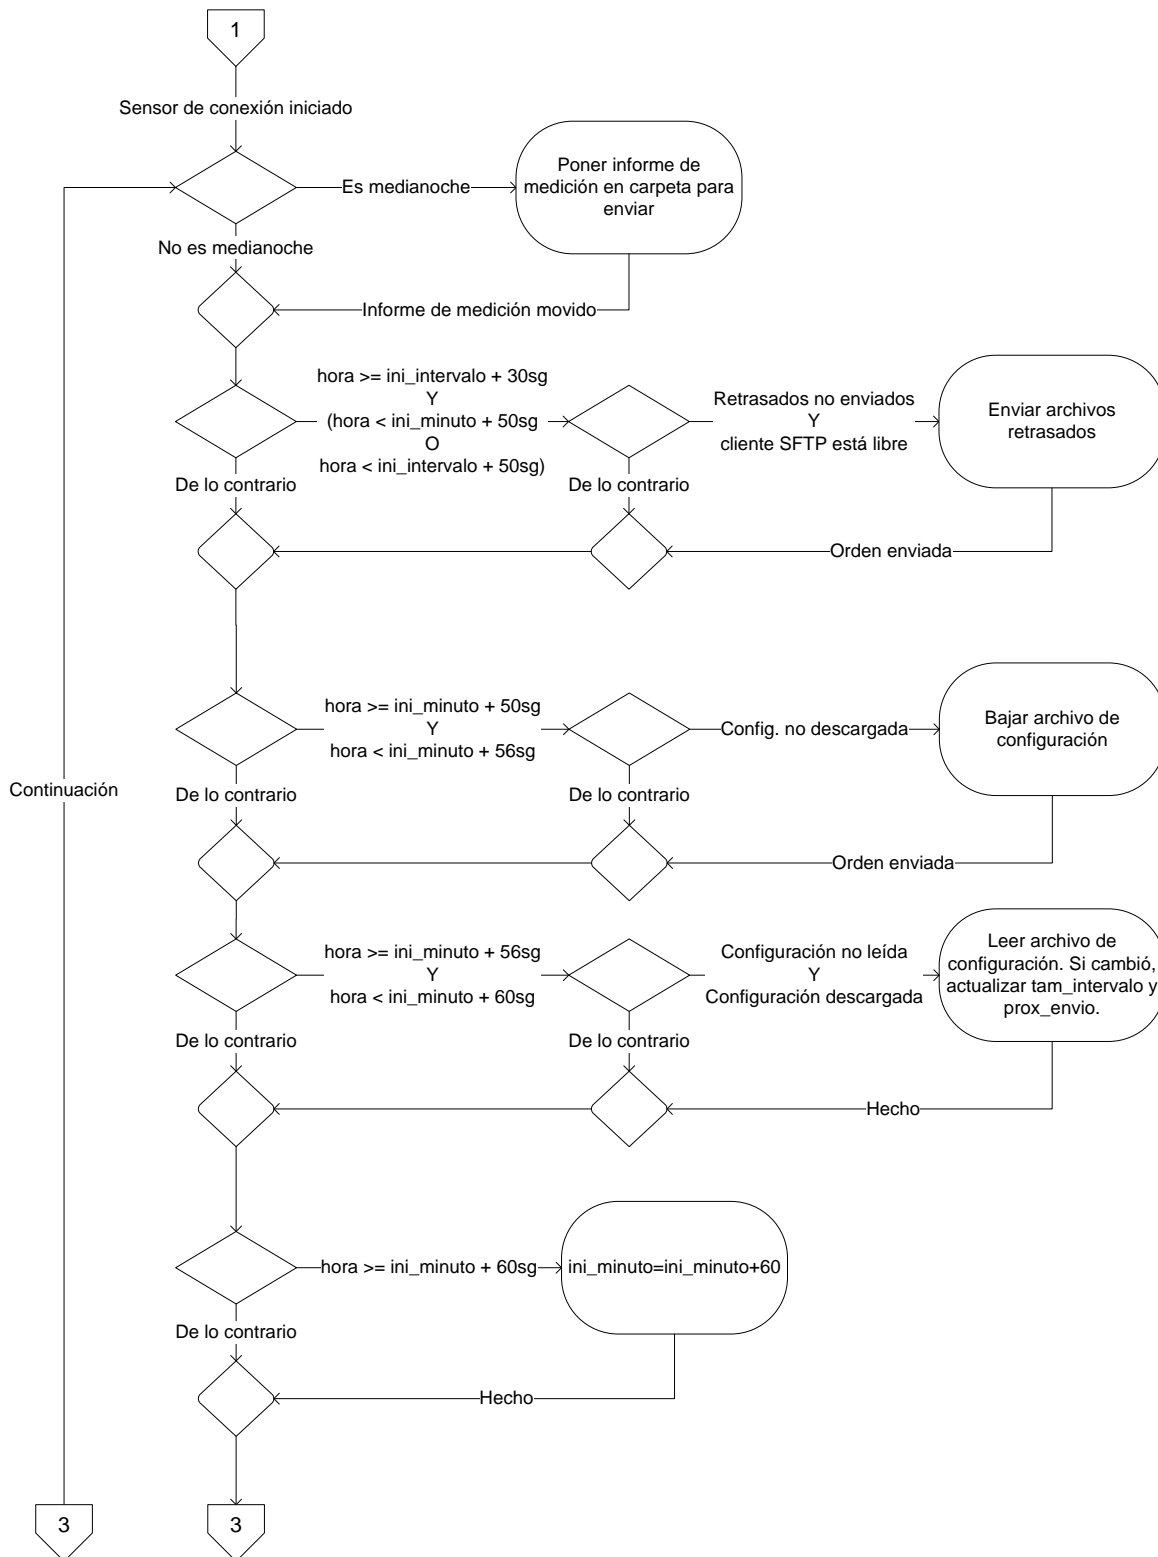 1
Sensor de conexión iniciado
Es medianoche
Poner informe de
medición en carpeta para
enviar
No es medianoche
Informe de medición movido
hora >= ini_intervalo + 30sg
Y
(hora < ini_minuto + 50sg
O
hora < ini_intervalo + 50sg)
Retrasados no enviados
Y
cliente SFTP está libre
Enviar archivos
retrasados
De lo contrario
De lo contrario
Orden enviada
hora >= ini_minuto + 50sg
Y
hora < ini_minuto + 56sg
Config. no descargada
Bajar archivo de
configuración
Continuación
De lo contrario
De lo contrario
Orden enviada
hora >= ini_minuto + 56sg
Y
hora < ini_minuto + 60sg
Configuración no leída
Y
Configuración descargada
Leer archivo de
configuración. Si cambió,
actualizar tam_intervalo y
prox_envio.
De lo contrario
De lo contrario
Hecho
hora >= ini_minuto + 60sg
ini_minuto=ini_minuto+60
De lo contrario
Hecho
3
3